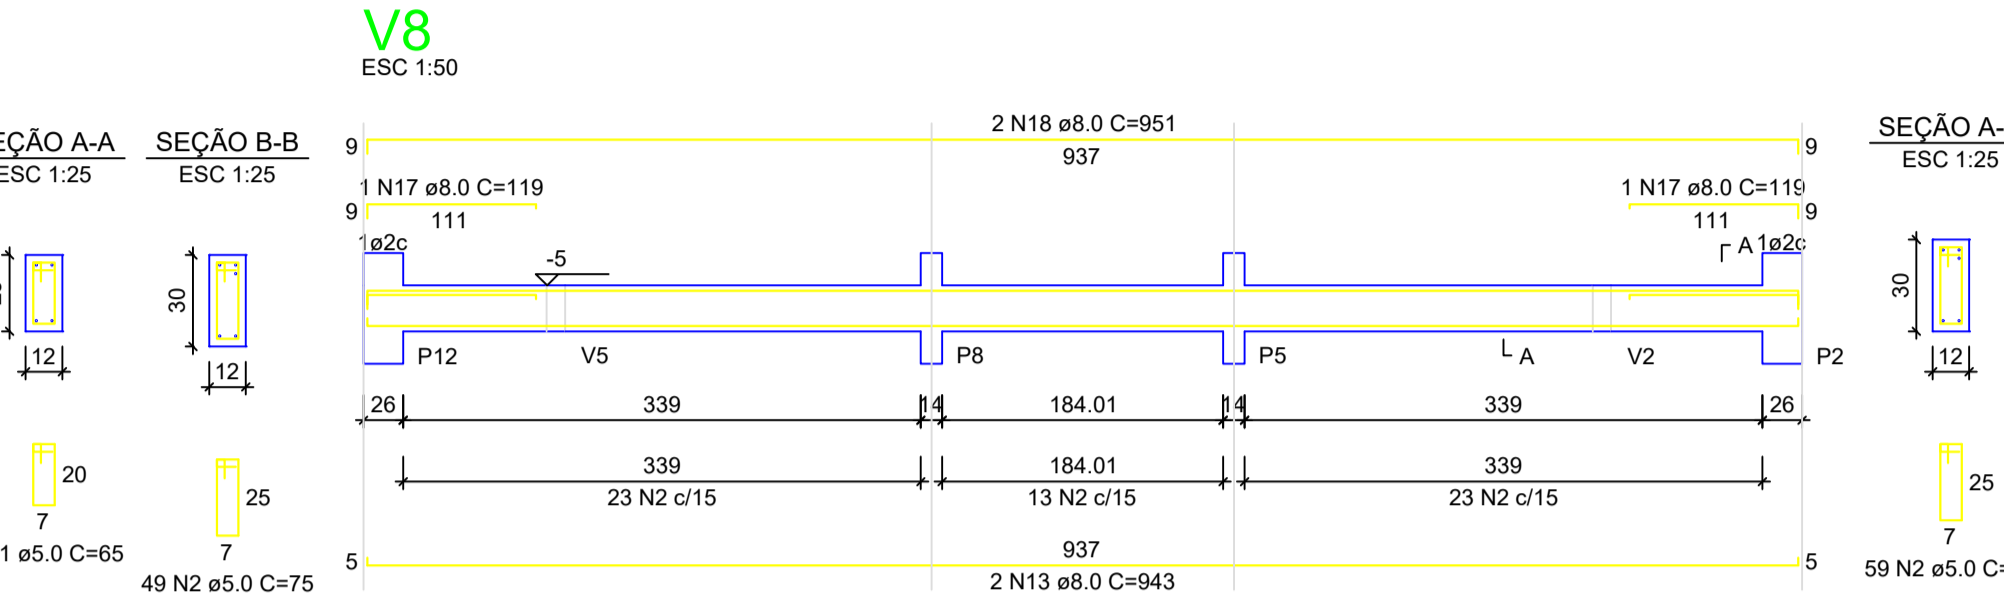 V8
ESC 1:50
EÇÃO A-A
ESC 1:25
12
20
7
1 ø5.0 C=65
SEÇÃO B-B
ESC 1:25
30
12
25
7
49 N2 ø5.0 C=75
2 N18 ø8.0 C=951
9
937
9
1 N17 ø8.0 C=119
9
111
1ø2c
1 N17 ø8.0 C=119
111
9
A
1ø2c
-5
P12
V5
P8
P5
A
V2
P2
26
339
14
184.01
14
339
26
339
184.01
339
23 N2 c/15
13 N2 c/15
23 N2 c/15
5
937
5
2 N13 ø8.0 C=943
SEÇÃO A-
ESC 1:25
30
12
25
7
59 N2 ø5.0 C=